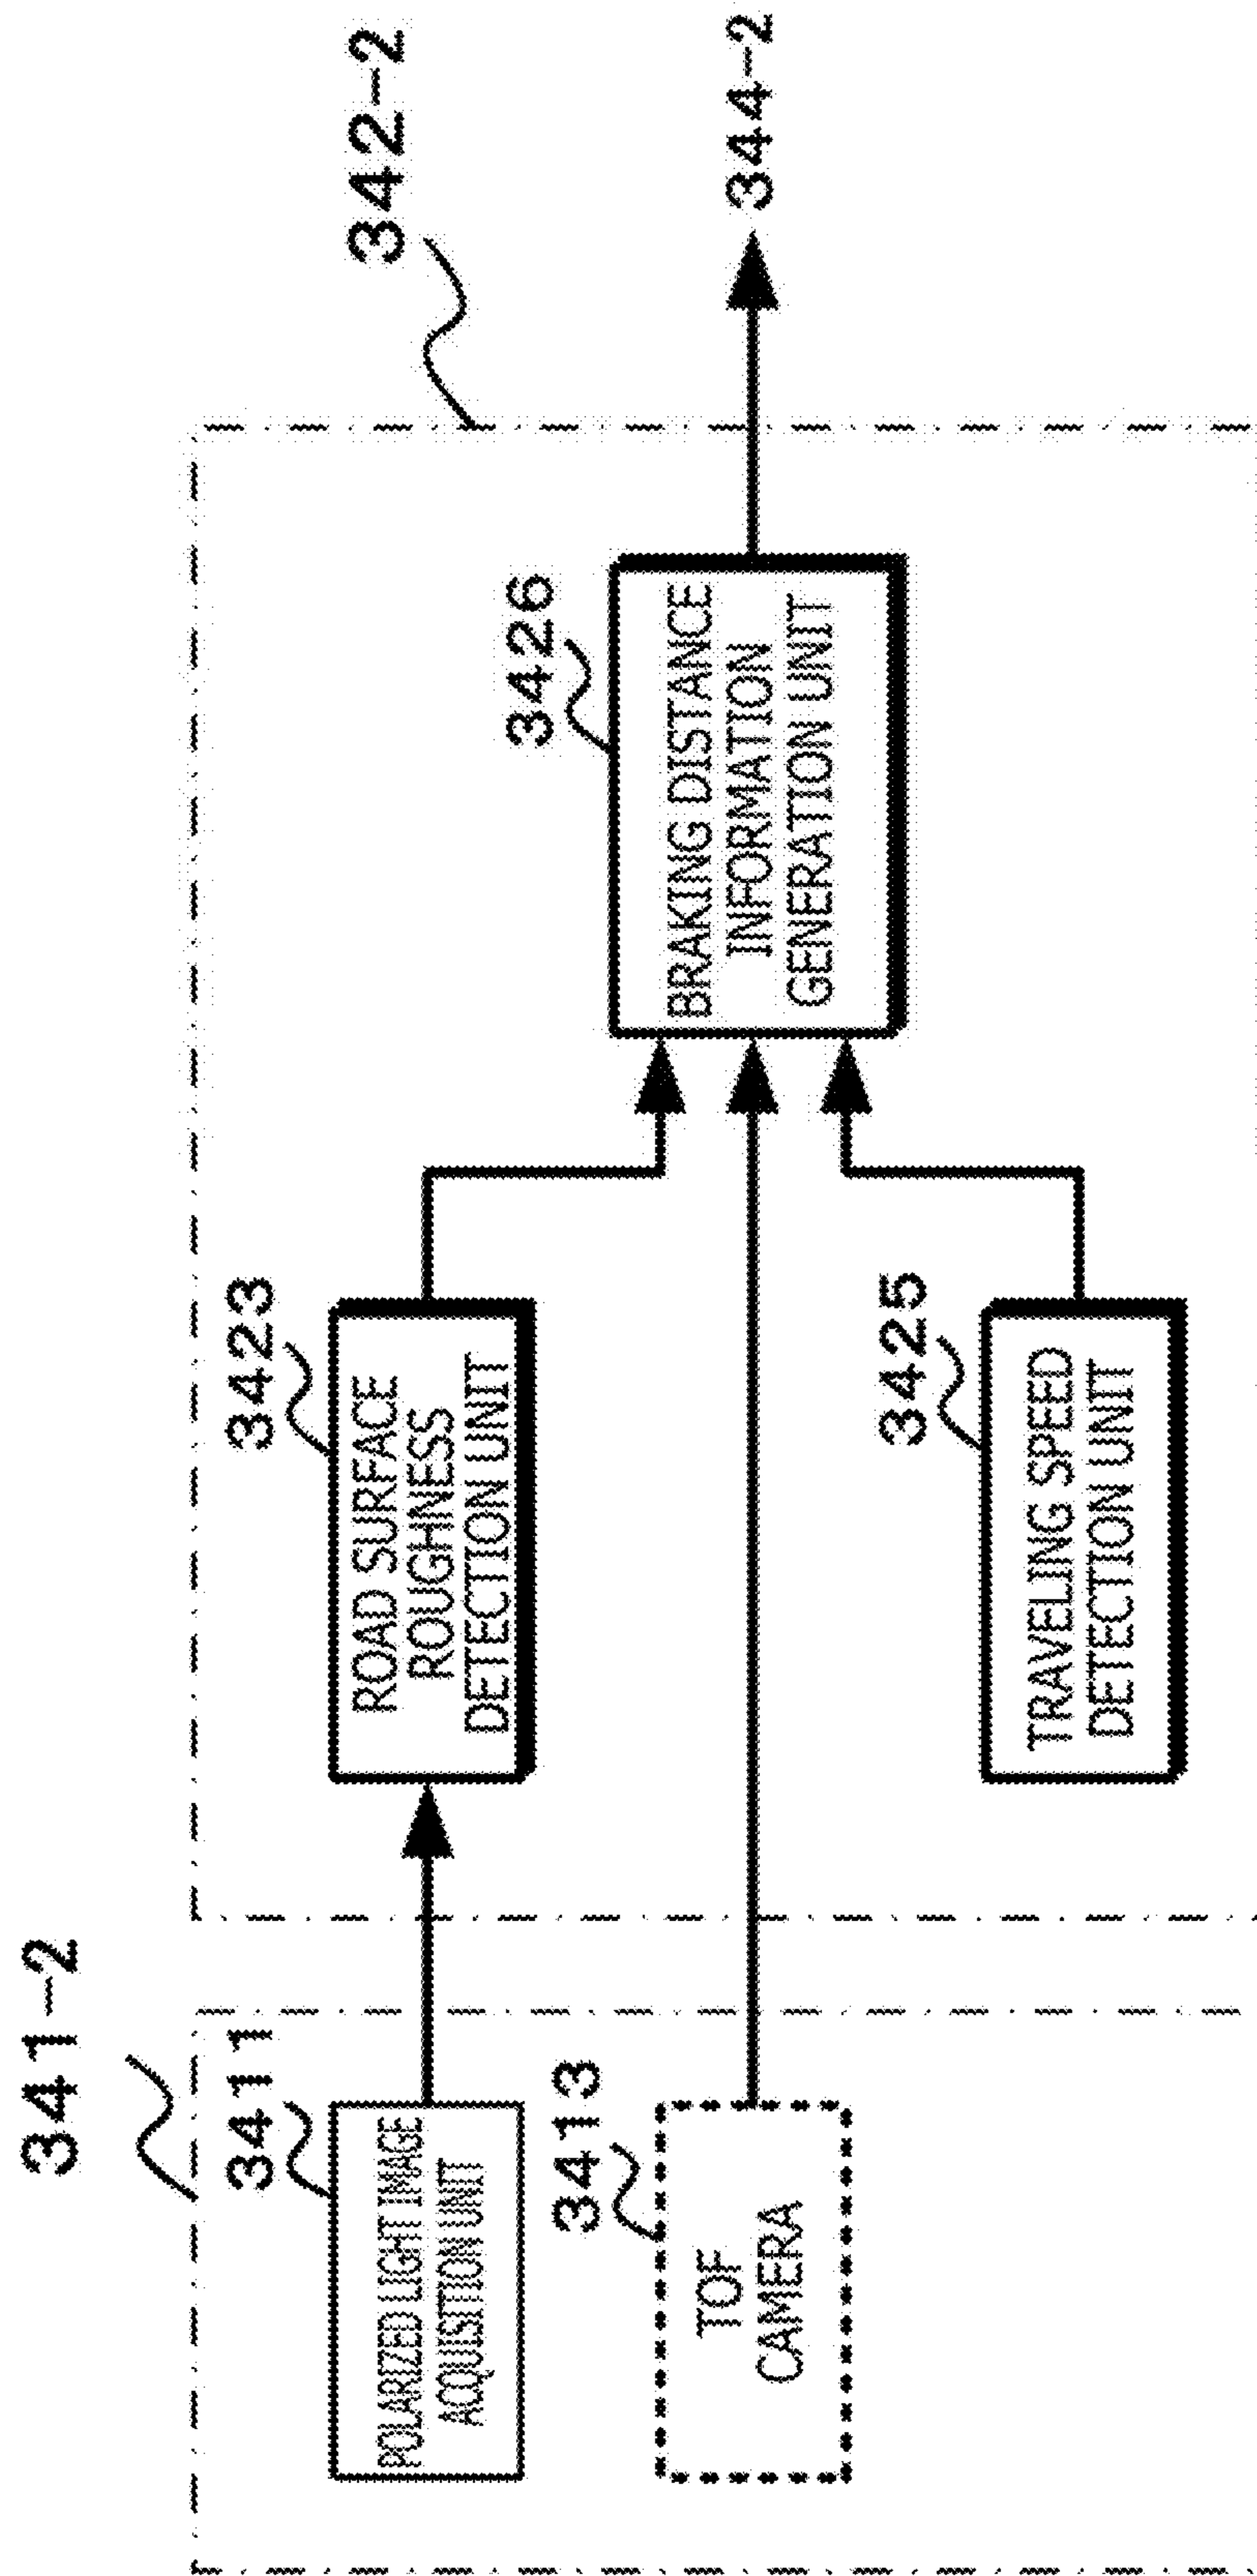 341-2
342-2
3411
POLARIZED LIGHT IMAGE
ACQUISITION UNIT
3423
ROAD SURFACE
ROUGHNESS
DETECTION UNIT
3413
TOF
CAMERA
3426
BRAKING DISTANCE
INFORMATION
GENERATION UNIT
344-2
3425
TRAVELING SPEED
DETECTION UNIT